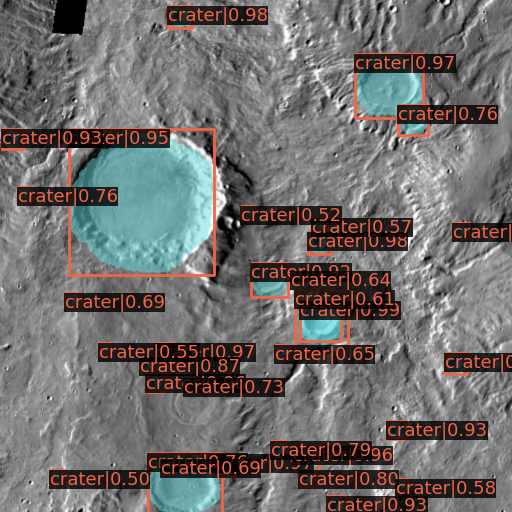 crater|0.98
crater|0.97
crater|0.76
crater|0.93
er|0.95
crater|0.76
crater|0.52
crater|0.57
crater|0.98
crater|
crater|0.64
crater|0.61
0.99
crater|0.69
crater|0.65
crater|0.55
0.97
crater|0.87
crater|0
crater|0.73
crater|0.93
crater|0.79
96
crater|0.69
crater|0.50
crater|0.80
crater|0.58
crater|0.93